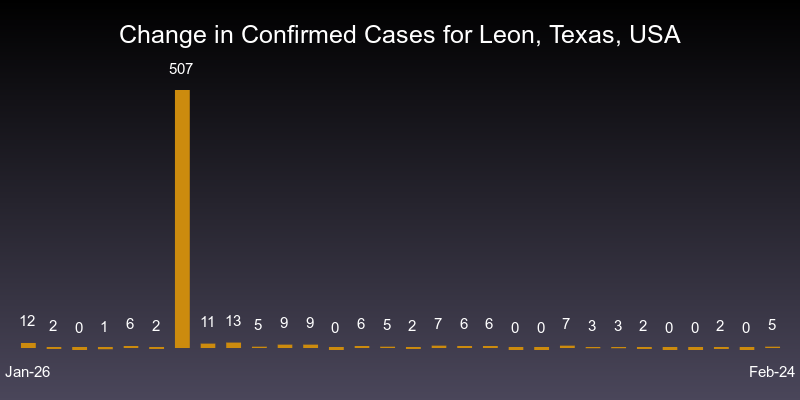 Change in Confirmed Cases for Leon, Texas, USA
507
12 2 0 1 6 2 11 13 5 9 9 0 6 5 2 7 6 6 0 0 7 3 3 2 0 0 2 0 5
Jan-26 Feb-24